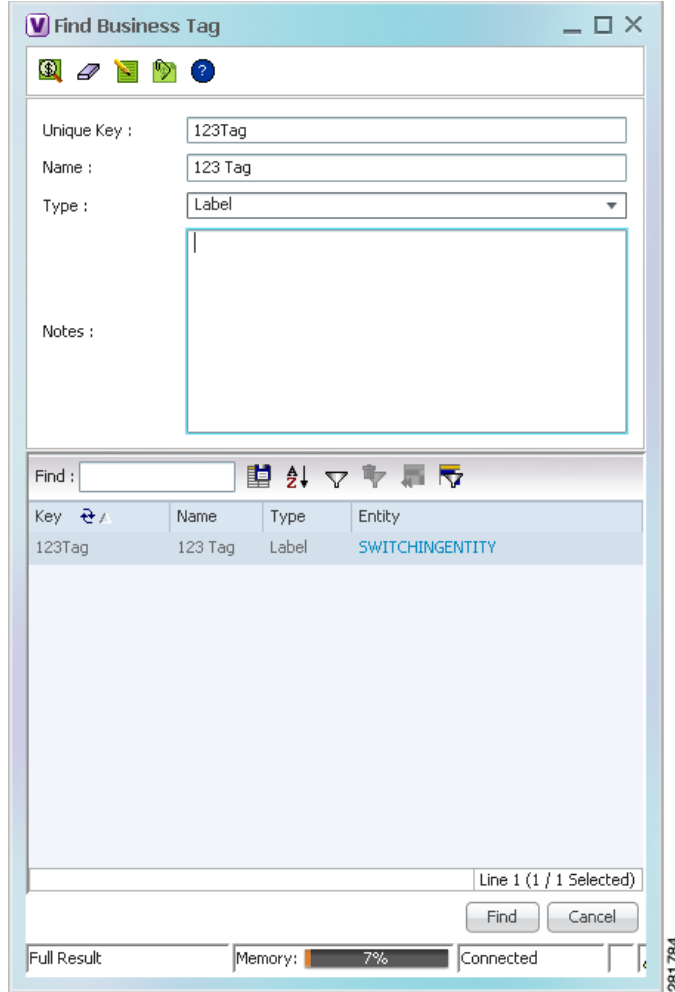 V Find Business Tag
Unique Key : 123Tag
Name : 123 Tag
Type : Label
Notes :
Find :
Key Name Type Entity
123Tag 123 Tag Label SWITCHINGENTITY
Line 1 (1 / 1 Selected)
Find Cancel
Full Result Memory: 7% Connected
281784